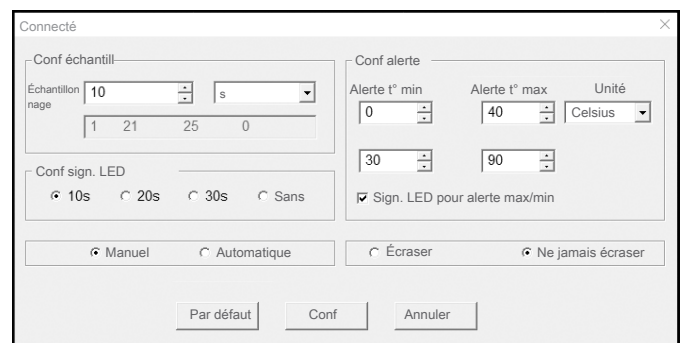 Connecté
Conf échantill
Échantillon
nage
10
s
1 21 25 0
Conf sign. LED
10s 20s 30s Sans
Conf alerte
Alerte t° min Alerte t° max Unité
0 40 Celsius
30 90
Sign. LED pour alerte max/min
Manuel Automatique
Écraser Ne jamais écraser
Par défaut Conf Annuler